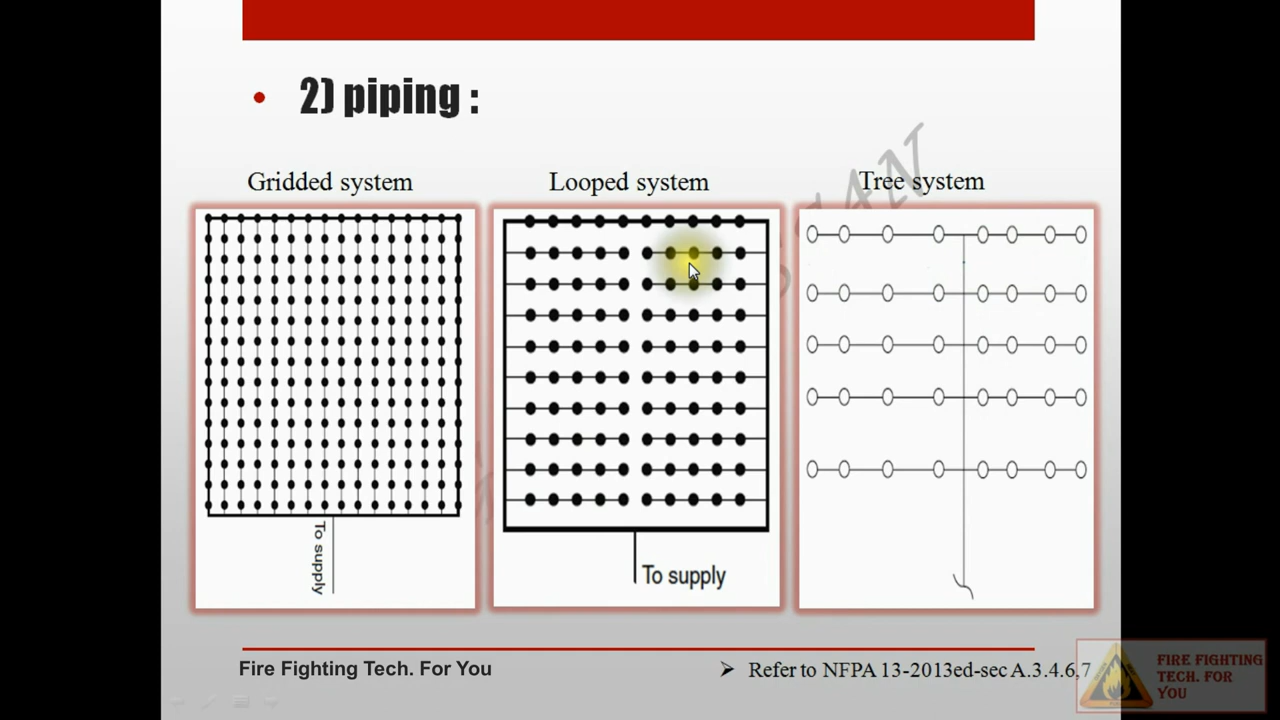 2) piping :
Gridded system
Looped system
Tree system
To supply
To supply
Fire Fighting Tech. For You
Refer to NFPA 13-2013ed-sec A.3.4.6,7
FIRE FIGHTING
TECH. FOR
YOU